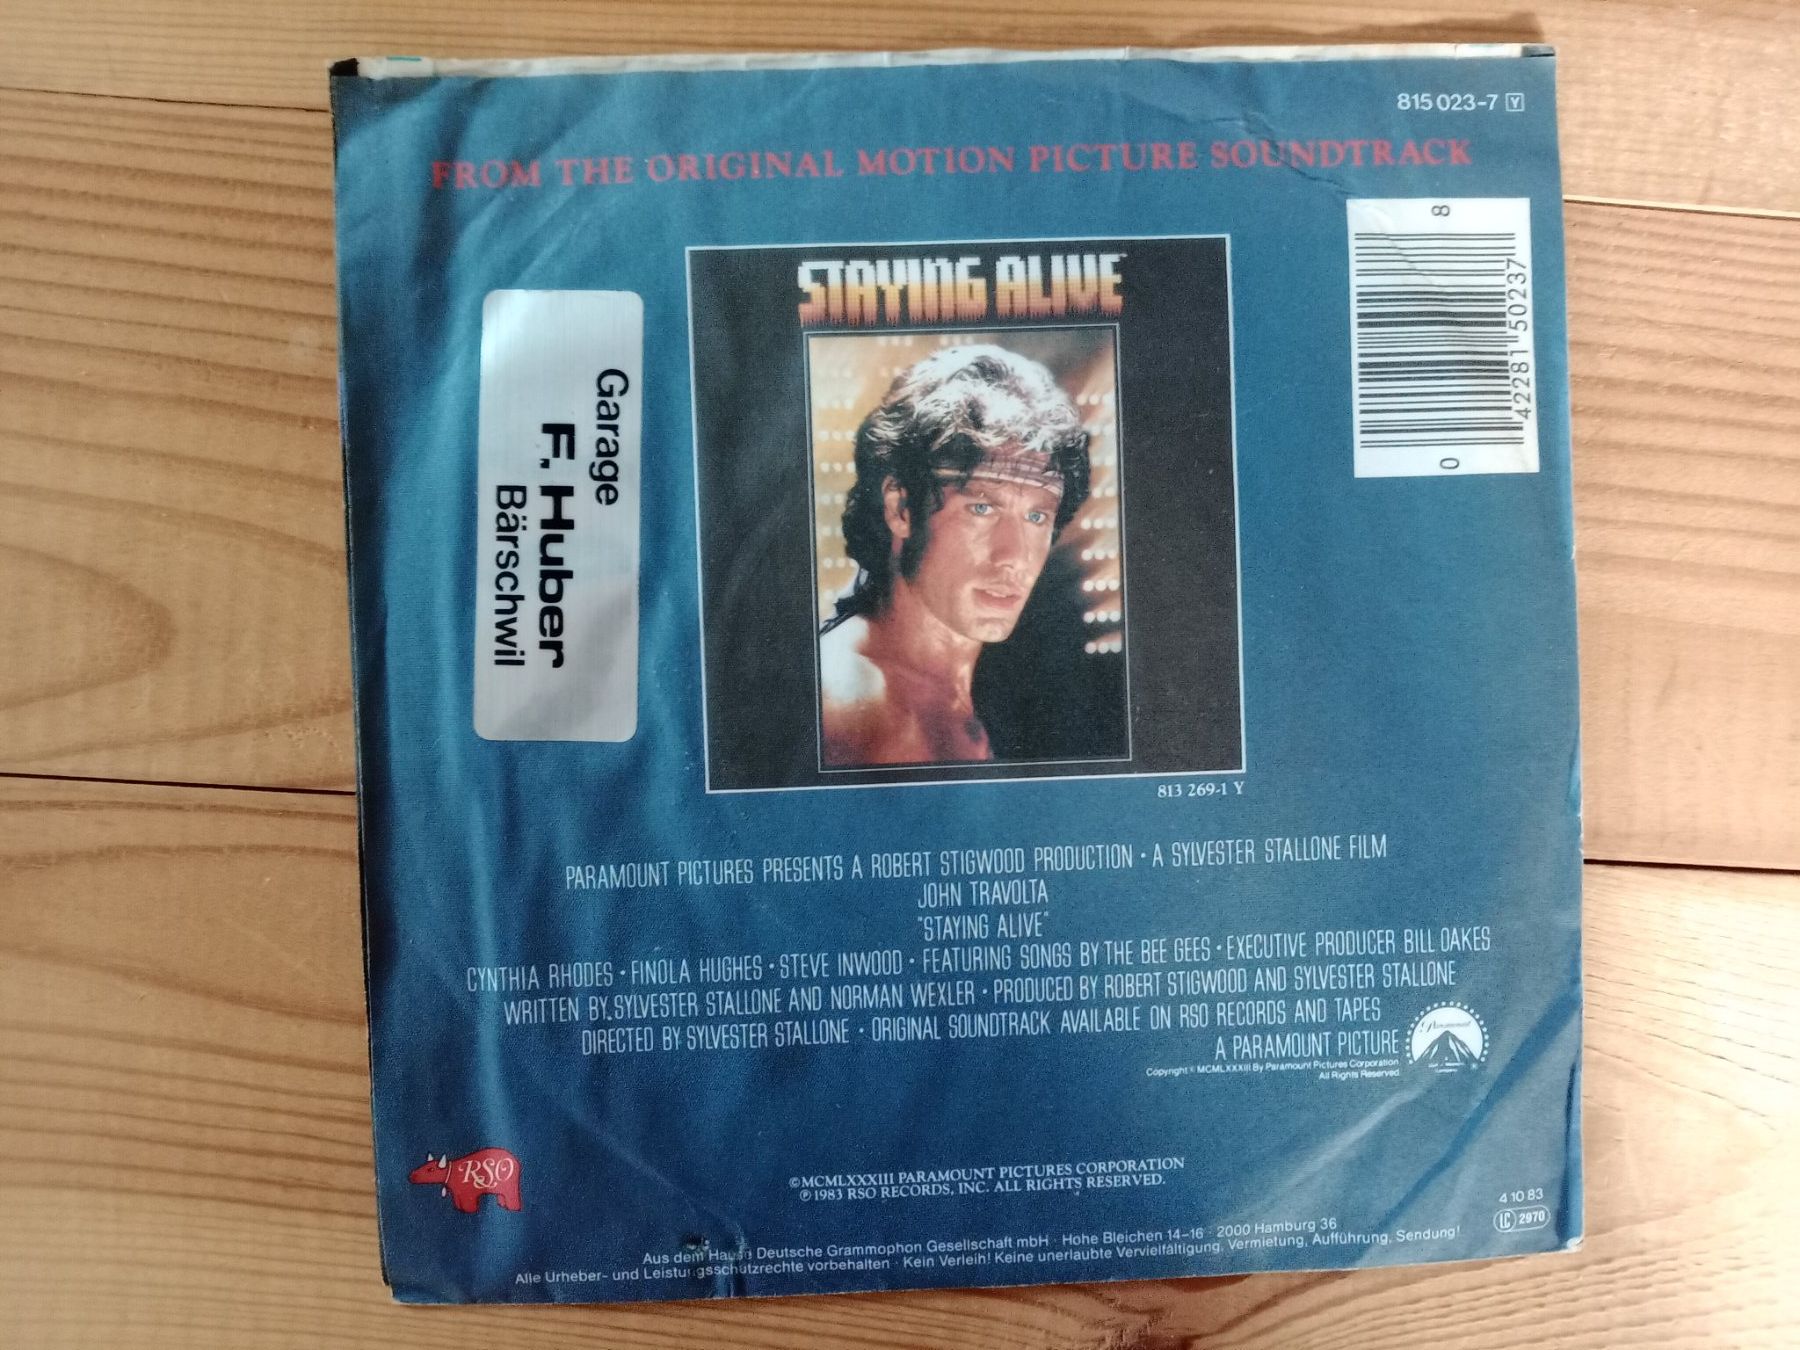 815 023-7 Y
FROM THE ORIGINAL MOTION PICTURE SOUNDTRACK
STAYING ALIVE™
Garage
F. Huber
Bärschwil
8
42281 50237
0
813 269-1 Y
PARAMOUNT PICTURES PRESENTS A ROBERT STIGWOOD PRODUCTION · A SYLVESTER STALLONE FILM
JOHN TRAVOLTA
"STAYING ALIVE"
CYNTHIA RHODES · FINOLA HUGHES · STEVE INWOOD · FEATURING SONGS BY THE BEE GEES · EXECUTIVE PRODUCER BILL OAKES
WRITTEN BY SYLVESTER STALLONE AND NORMAN WEXLER · PRODUCED BY ROBERT STIGWOOD AND SYLVESTER STALLONE
DIRECTED BY SYLVESTER STALLONE · ORIGINAL SOUNDTRACK AVAILABLE ON RSO RECORDS AND TAPES
A PARAMOUNT PICTURE
Paramount
Copyright © MCMLXXXIII By Paramount Pictures Corporation
All Rights Reserved
RSO
©MCMLXXXIII PARAMOUNT PICTURES CORPORATION
℗1983 RSO RECORDS, INC. ALL RIGHTS RESERVED.
4 10 83
LC 2970
Aus dem Hause Deutsche Grammophon Gesellschaft mbH · Hohe Bleichen 14-16 · 2000 Hamburg 36
Alle Urheber- und Leistungsschutzrechte vorbehalten · Kein Verleih! Keine unerlaubte Vervielfältigung, Vermietung, Aufführung, Sendung!